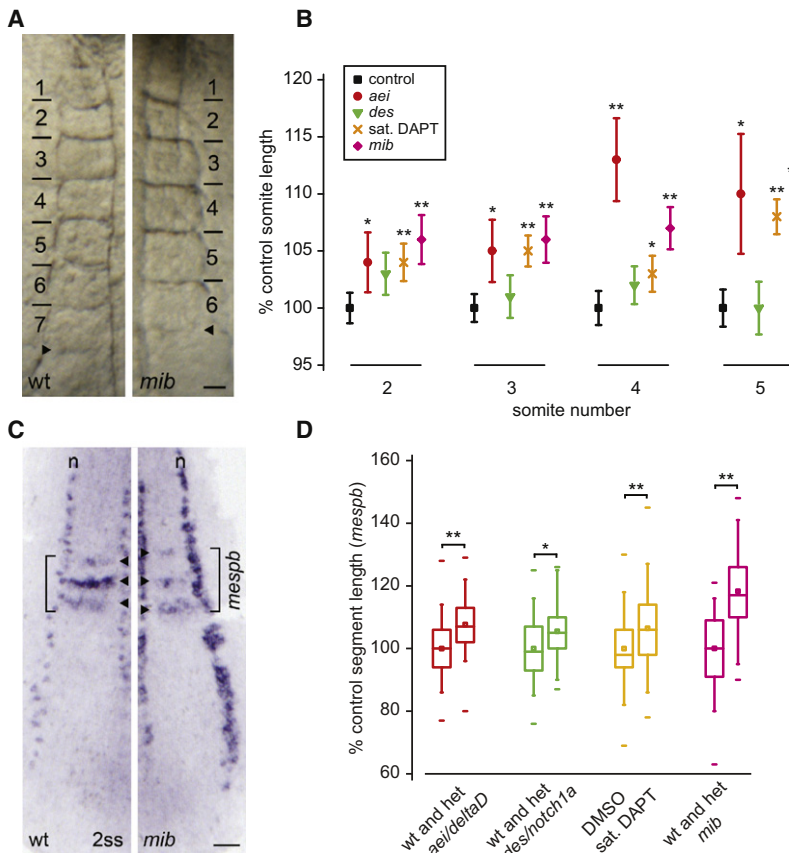 A
1
2
3
4
5
6
7
wt
1
2
3
4
5
6
mib
B
% control somite length
120
115
110
105
100
95
control
aei
des
sat. DAPT
mib
* ** **
* ** **
** * **
* ** *
2 3 4 5
somite number
C
n n
mespb
wt 2ss mib
D
% control segment length (mespb)
160
140
120
100
80
60
** * ** **
wt and het
aei/deltaD
wt and het
des/notch1a
DMSO
sat. DAPT
wt and het
mib